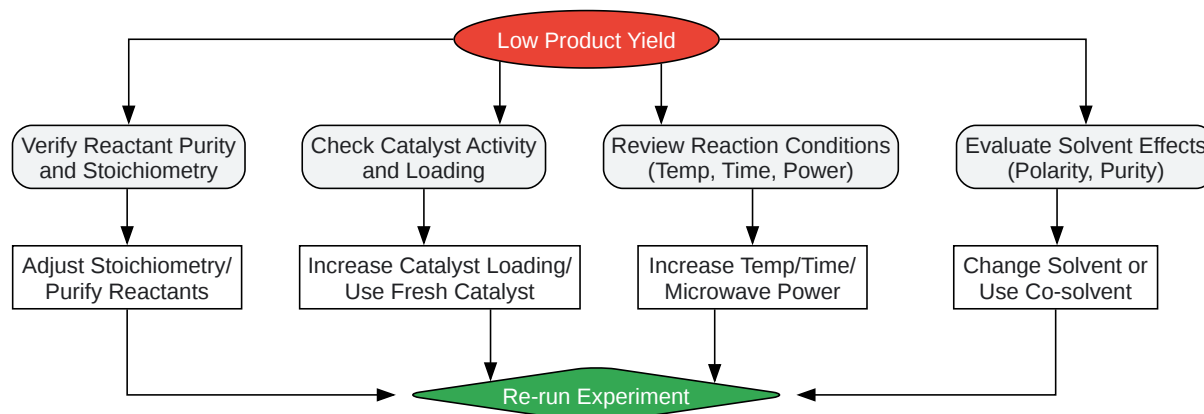 Low Product Yield
Verify Reactant Purity
and Stoichiometry
Check Catalyst Activity
and Loading
Review Reaction Conditions
(Temp, Time, Power)
Evaluate Solvent Effects
(Polarity, Purity)
Adjust Stoichiometry/
Purify Reactants
Increase Catalyst Loading/
Use Fresh Catalyst
Increase Temp/Time/
Microwave Power
Change Solvent or
Use Co-solvent
Re-run Experiment